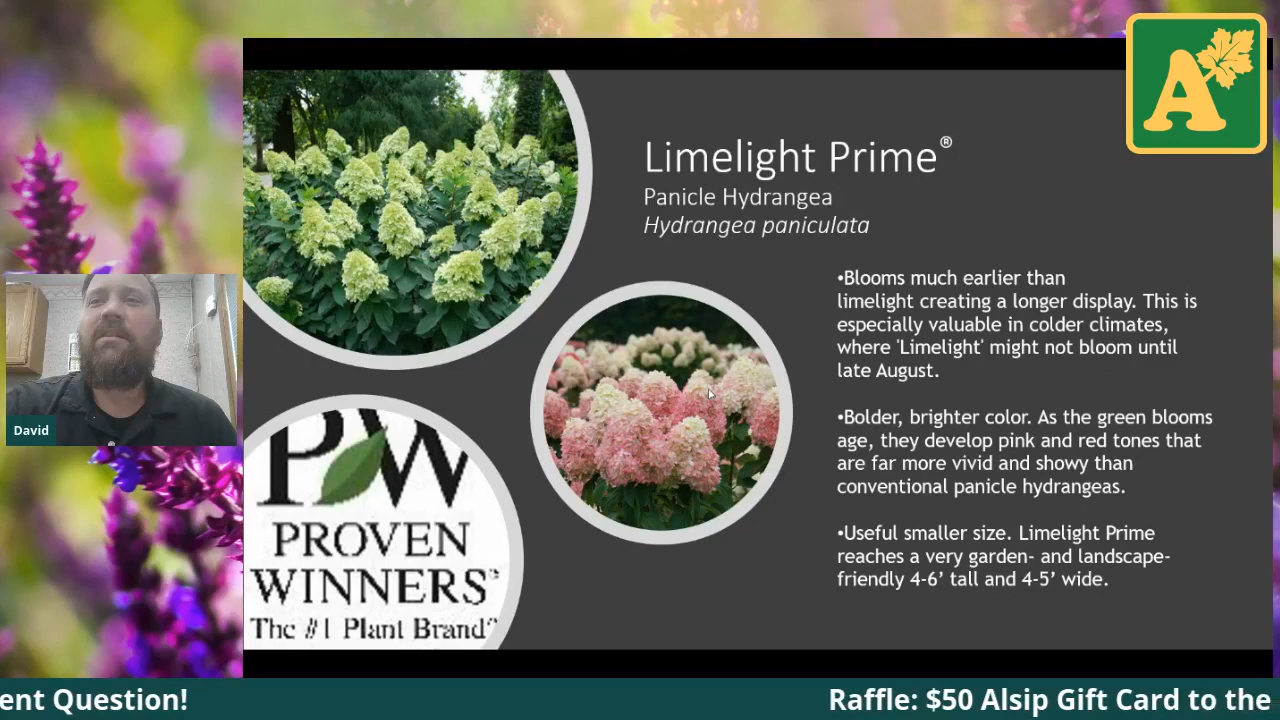 A
Limelight Prime®
Panicle Hydrangea
Hydrangea paniculata
•Blooms much earlier than
limelight creating a longer display. This is
especially valuable in colder climates,
where 'Limelight' might not bloom until
late August.
•Bolder, brighter color. As the green blooms
age, they develop pink and red tones that
are far more vivid and showy than
conventional panicle hydrangeas.
•Useful smaller size. Limelight Prime
reaches a very garden- and landscape-
friendly 4-6’ tall and 4-5’ wide.
David
PW
PROVEN
WINNERS
The #1 Plant Brand
ent Question!
Raffle: $50 Alsip Gift Card to the